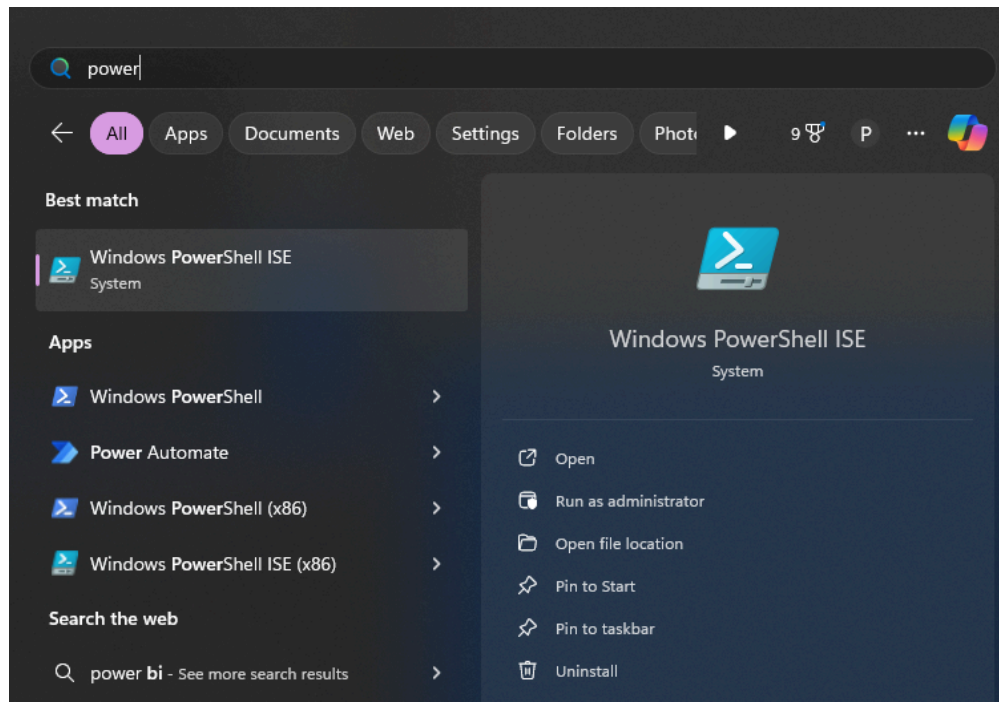 power
All Apps Documents Web Settings Folders Phot 9 P
Best match
Windows PowerShell ISE
System
Apps
Windows PowerShell
Power Automate
Windows PowerShell (x86)
Windows PowerShell ISE (x86)
Search the web
power bi - See more search results
Windows PowerShell ISE
System
Open
Run as administrator
Open file location
Pin to Start
Pin to taskbar
Uninstall